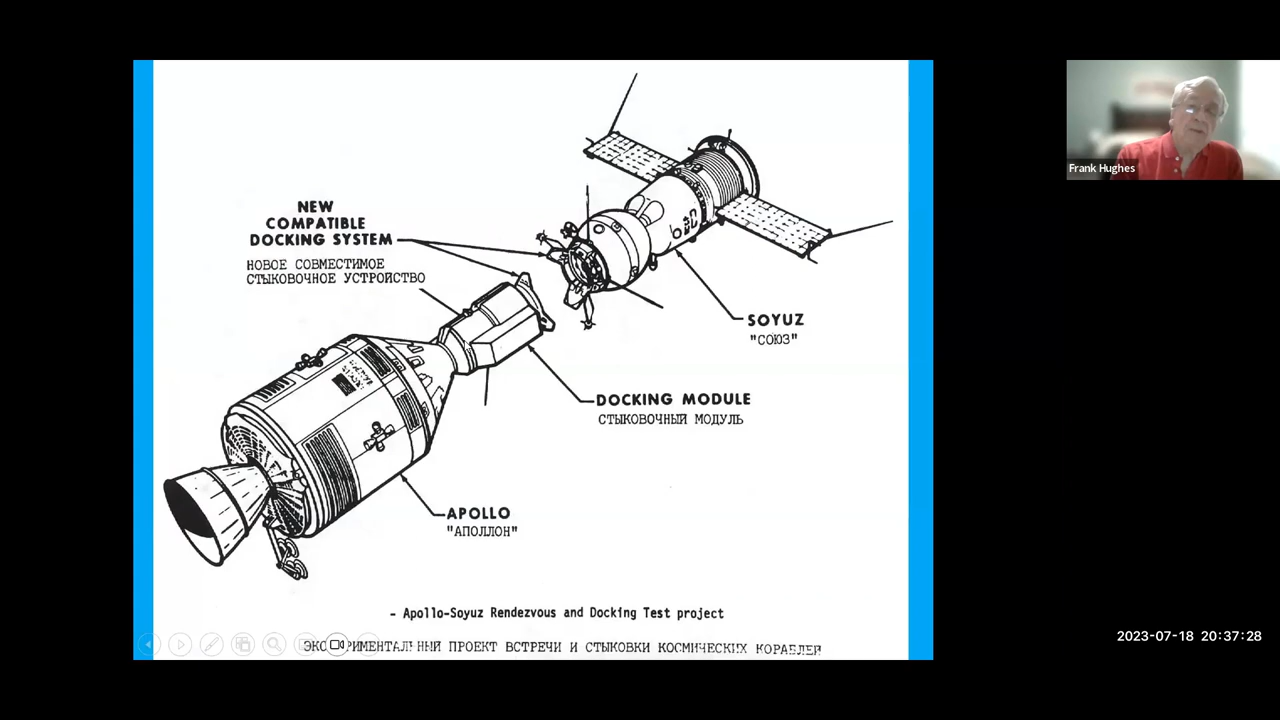 NEW
COMPATIBLE
DOCKING SYSTEM
НОВОЕ СОВМЕСТИМОЕ
СТЫКОВОЧНОЕ УСТРОЙСТВО
SOYUZ
"СОЮЗ"
DOCKING MODULE
СТЫКОВОЧНЫЙ МОДУЛЬ
APOLLO
"АПОЛЛОН"
- Apollo-Soyuz Rendezvous and Docking Test project
ПРОЕКТ ВСТРЕЧИ И СТЫКОВКИ КОСМИЧЕСКИХ КОРАБЛЕЙ
Frank Hughes
2023-07-18 20:37:28